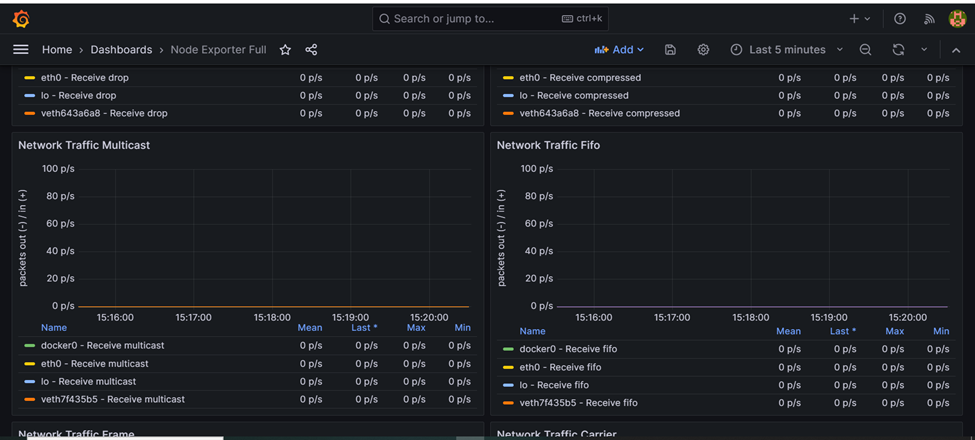 Search or jump to... ctrl+k
Home > Dashboards > Node Exporter Full Add Last 5 minutes
eth0 - Receive drop 0 p/s 0 p/s 0 p/s 0 p/s
lo - Receive drop 0 p/s 0 p/s 0 p/s 0 p/s
veth643a6a8 - Receive drop 0 p/s 0 p/s 0 p/s 0 p/s
eth0 - Receive compressed 0 p/s 0 p/s 0 p/s 0 p/s
lo - Receive compressed 0 p/s 0 p/s 0 p/s 0 p/s
veth643a6a8 - Receive compressed 0 p/s 0 p/s 0 p/s 0 p/s
Network Traffic Multicast
packets out (-) / in (+)
100 p/s
80 p/s
60 p/s
40 p/s
20 p/s
0 p/s
15:16:00 15:17:00 15:18:00 15:19:00 15:20:00
Name Mean Last * Max Min
docker0 - Receive multicast 0 p/s 0 p/s 0 p/s 0 p/s
eth0 - Receive multicast 0 p/s 0 p/s 0 p/s 0 p/s
lo - Receive multicast 0 p/s 0 p/s 0 p/s 0 p/s
veth7f435b5 - Receive multicast 0 p/s 0 p/s 0 p/s 0 p/s
Network Traffic Fifo
packets out (-) / in (+)
100 p/s
80 p/s
60 p/s
40 p/s
20 p/s
0 p/s
15:16:00 15:17:00 15:18:00 15:19:00 15:20:00
Name Mean Last * Max Min
docker0 - Receive fifo 0 p/s 0 p/s 0 p/s 0 p/s
eth0 - Receive fifo 0 p/s 0 p/s 0 p/s 0 p/s
lo - Receive fifo 0 p/s 0 p/s 0 p/s 0 p/s
veth7f435b5 - Receive fifo 0 p/s 0 p/s 0 p/s 0 p/s
Network Traffic Frame
Network Traffic Carrier